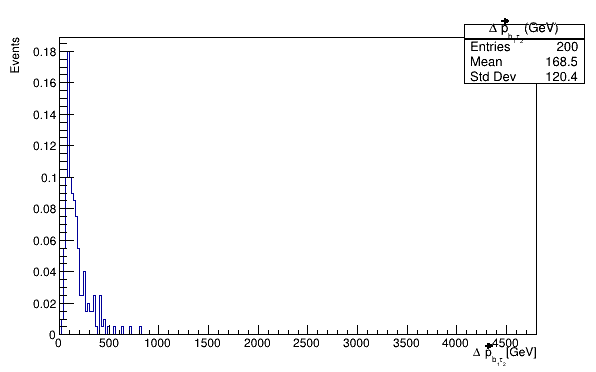 Δ p⃗ b₁τ₂ (GeV)
Entries 200
Mean 168.5
Std Dev 120.4
Events
0.18
0.16
0.14
0.12
0.1
0.08
0.06
0.04
0.02
0
0 500 1000 1500 2000 2500 3000 3500 4000 4500
Δ p⃗ b₁τ₂ [GeV]